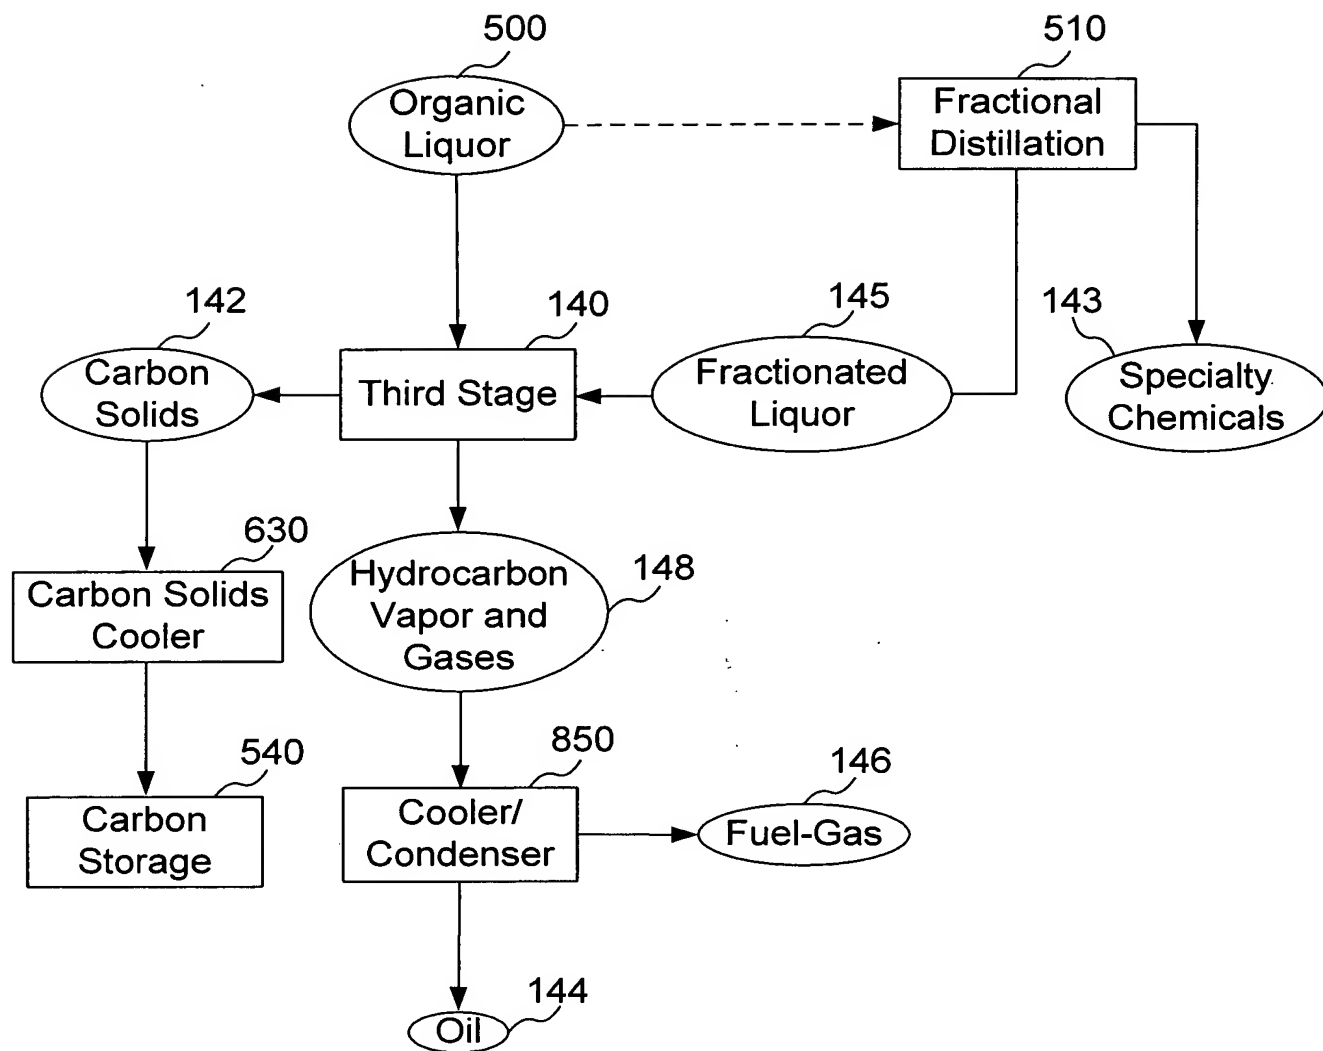 500
510
Organic
Liquor
Fractional
Distillation
142
140
145
143
Carbon
Solids
Third Stage
Fractionated
Liquor
Specialty
Chemicals
630
148
Carbon Solids
Cooler
Hydrocarbon
Vapor and
Gases
540
850
146
Carbon
Storage
Cooler/
Condenser
Fuel-Gas
144
Oil